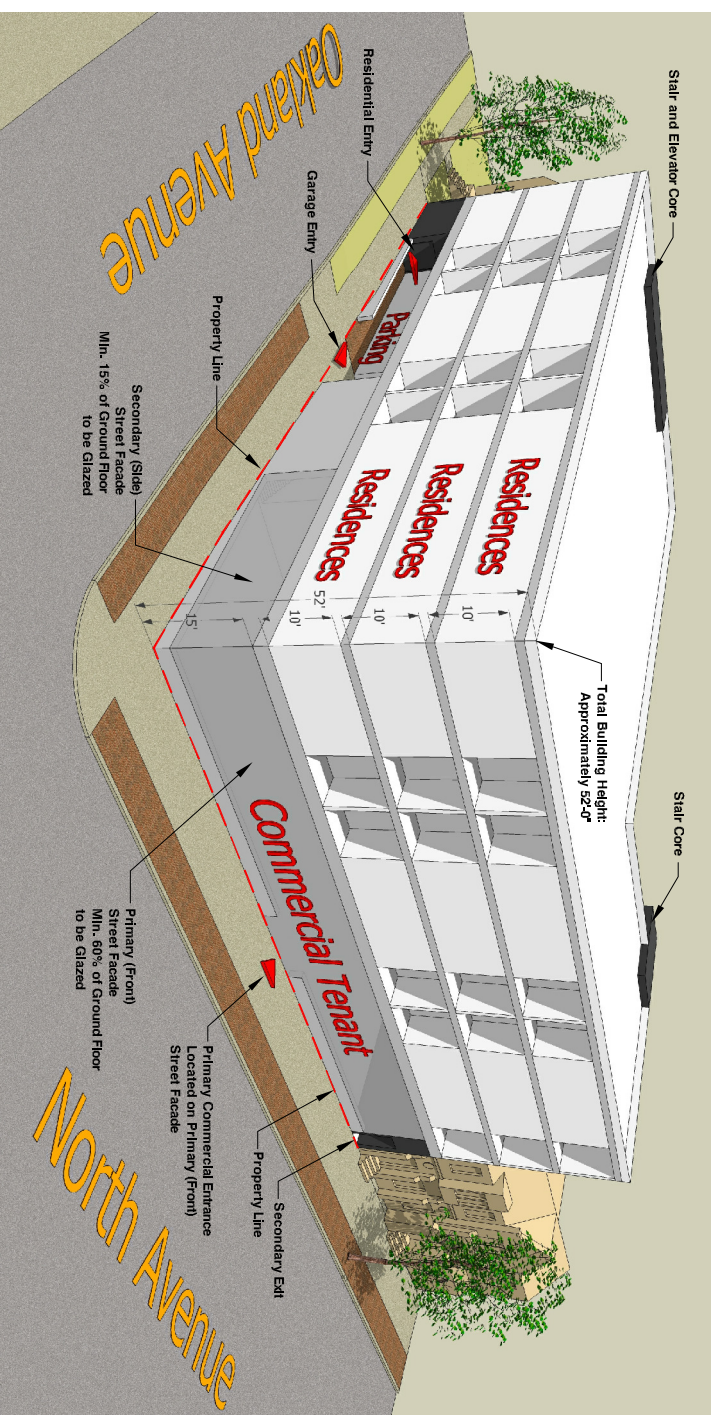 Stair and Elevator Core
Residential Entry
Garage Entry
Property Line
Secondary (Side)
Street Facade
Min. 15% of Ground Floor
to be Glazed
Oakland Avenue
Parking
Residences
Residences
Residences
10'
10'
10'
52'
15'
Total Building Height:
Approximately 52'-0"
Stair Core
Commercial Tenant
Primary (Front)
Street Facade
Min. 60% of Ground Floor
to be Glazed
Primary Commercial Entrance
Located on Primary (Front)
Street Facade
Property Line
Secondary Exit
North Avenue